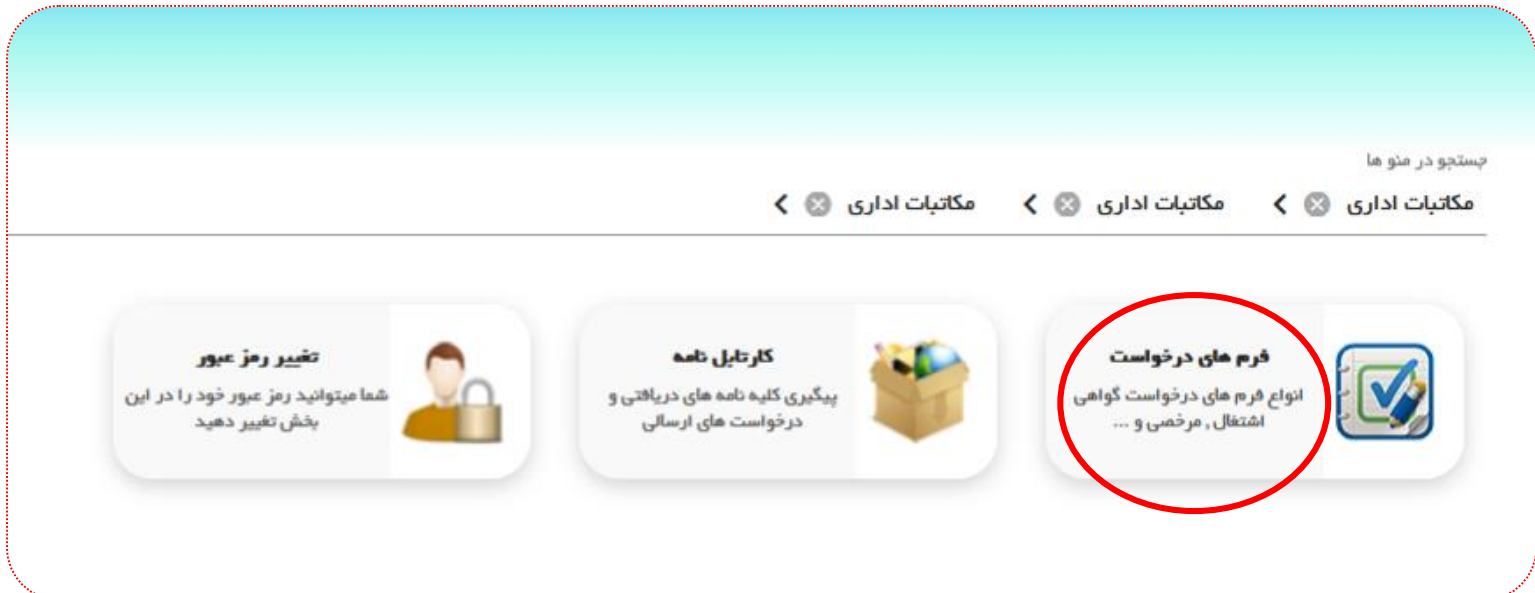 جستجو در منو ها
مکاتبات اداری مکاتبات اداری مکاتبات اداری
فرم های درخواست
انواع فرم های درخواست گواهی
اشتغال , مرخصی و ...
کارتابل نامه
پیگیری کلیه نامه های دریافتی و
درخواست های ارسالی
تغییر رمز عبور
شما میتوانید رمز عبور خود را در این
بخش تغییر دهید